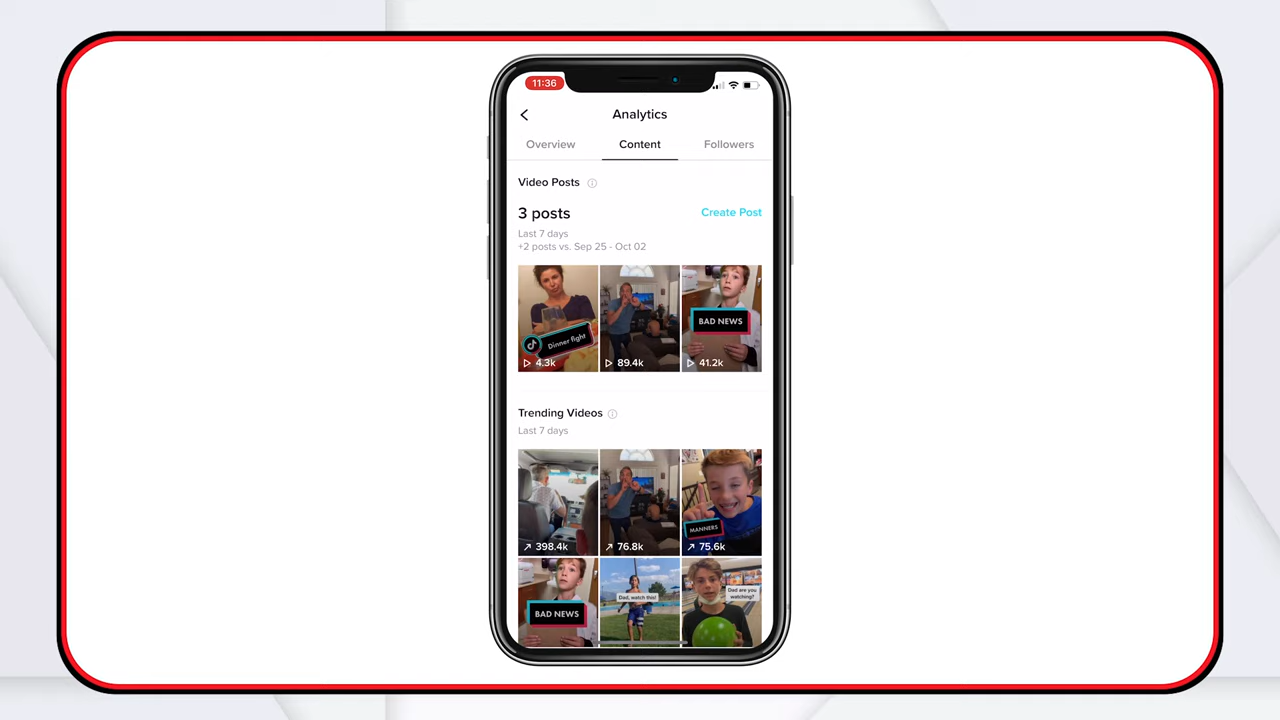 11:36
Analytics
Overview Content Followers
Video Posts
3 posts Create Post
Last 7 days
+2 posts vs. Sep 25 - Oct 02
Dinner fight
BAD NEWS
4.3k 89.4k 41.2k
Trending Videos
Last 7 days
MANNERS
398.4k 76.8k 75.6k
BAD NEWS
Dad, watch this!
Dad are you
watching?